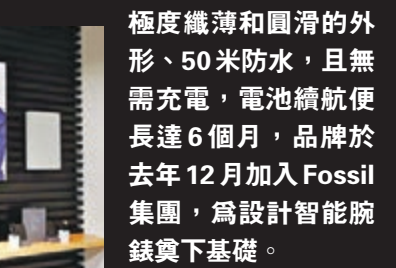 極度纖薄和圓滑的外
形、50米防水，且無
需充電，電池續航便
長達6個月，品牌於
去年12月加入Fossil
集團，為設計智能腕
錶奠下基礎。